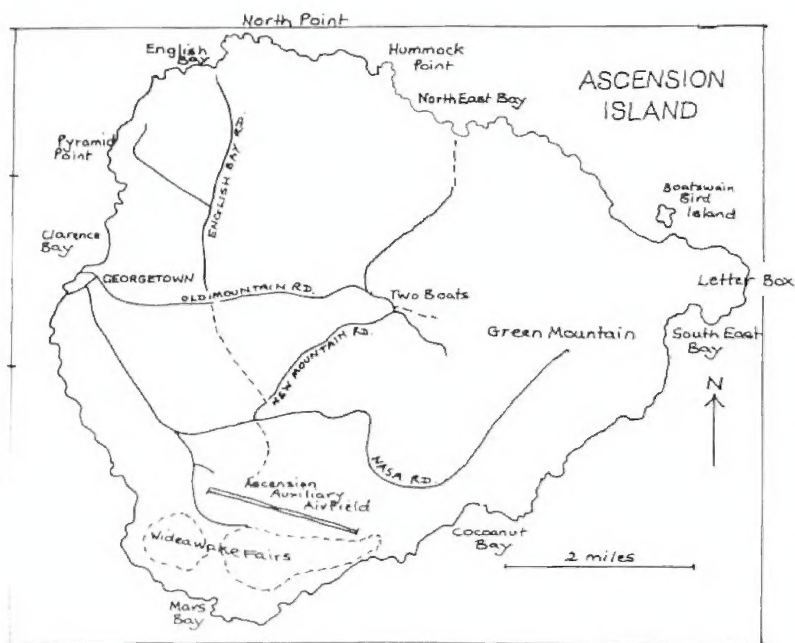 North Point
English
Bay
Hummock
Point
ASCENSION
ISLAND
North East Bay
Pyramid
Point
ENGLISH BAY RD.
Boatswain
Bird
Island
Clarence
Bay
GEORGETOWN
OLD MOUNTAIN RD.
Two Boats
Letter Box
NEW MOUNTAIN RD.
Green Mountain
South East
Bay
N
NASA RD.
Ascension
Auxiliary
Airfield
Wideawake Fairs
Cocoanut
Bay
2 miles
Mars
Bay